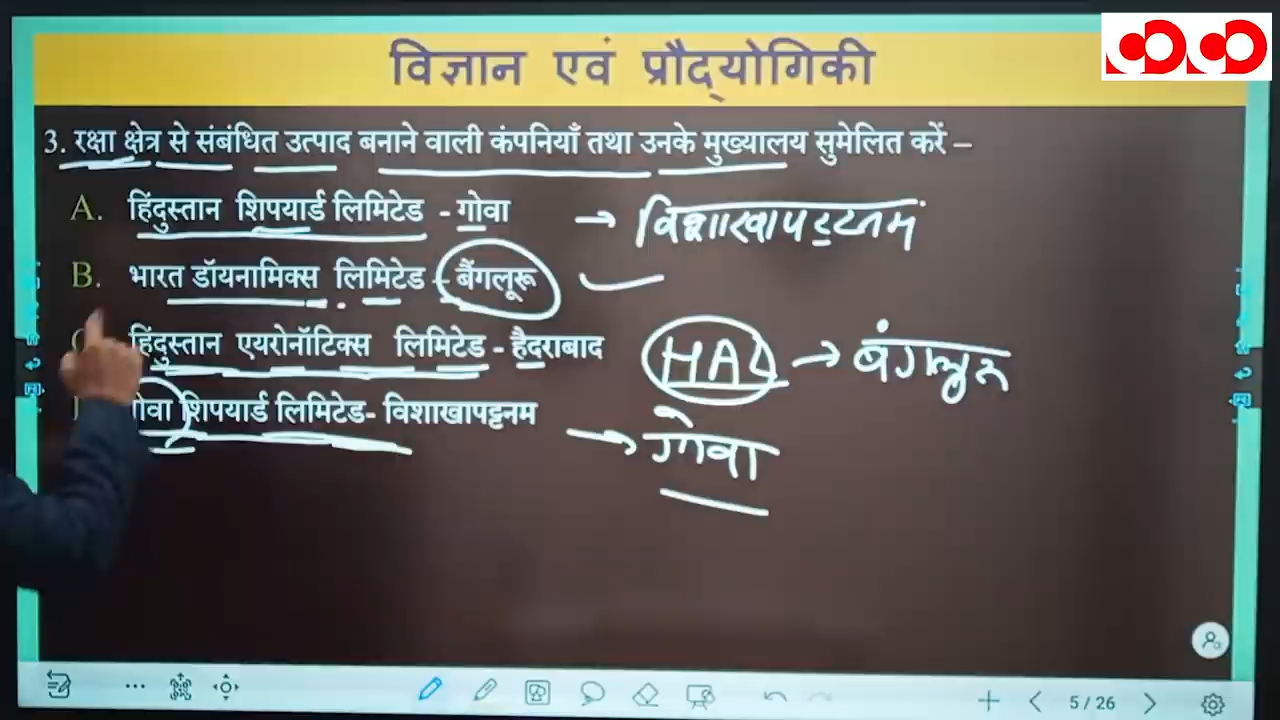 विज्ञान एवं प्रौद्योगिकी
3. रक्षा क्षेत्र से संबंधित उत्पाद बनाने वाली कंपनियाँ तथा उनके मुख्यालय सुमेलित करें –
A. हिंदुस्तान शिपयार्ड लिमिटेड - गोवा → विशाखापट्टनम
B. भारत डॉयनामिक्स लिमिटेड - बैंगलूरू
हिंदुस्तान एयरोनॉटिक्स लिमिटेड - हैदराबाद HAL → बंगलुरु
शिपयार्ड लिमिटेड- विशाखापट्टनम → गोवा
5 / 26